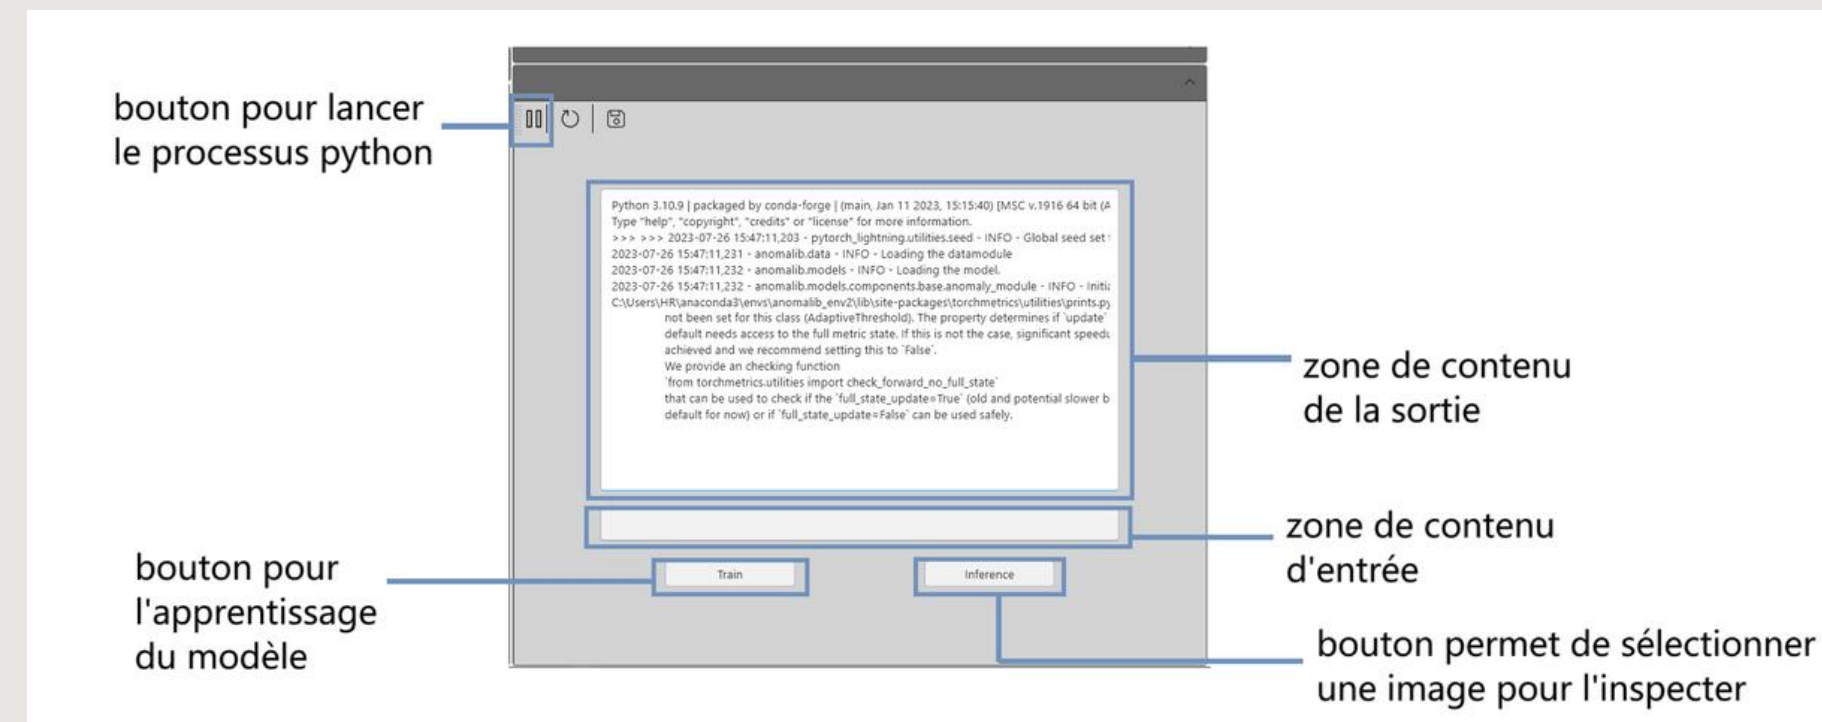 bouton pour lancer
le processus python
Python 3.10.9 | packaged by conda-forge | (main, Jan 11 2023, 15:15:40) [MSC v.1916 64 bit (A
Type "help", "copyright", "credits" or "license" for more information.
>>> >>> 2023-07-26 15:47:11,203 - pytorch_lightning.utilities.seed - INFO - Global seed set
2023-07-26 15:47:11,231 - anomalib.data - INFO - Loading the datamodule
2023-07-26 15:47:11,232 - anomalib.models - INFO - Loading the model.
2023-07-26 15:47:11,232 - anomalib.models.components.base.anomaly_module - INFO - Initi
C:\Users\HR\anaconda3\envs\anomalib_env2\lib\site-packages\torchmetrics\utilities\prints.py
not been set for this class (AdaptiveThreshold). The property determines if `update`
default needs access to the full metric state. If this is not the case, significant speedu
achieved and we recommend setting this to `False`.
We provide an checking function
`from torchmetrics.utilities import check_forward_no_full_state`
that can be used to check if the `full_state_update=True` (old and potential slower b
default for now) or if `full_state_update=False` can be used safely.
zone de contenu
de la sortie
zone de contenu
d'entrée
bouton pour
l'apprentissage
du modèle
Train
Inference
bouton permet de sélectionner
une image pour l'inspecter